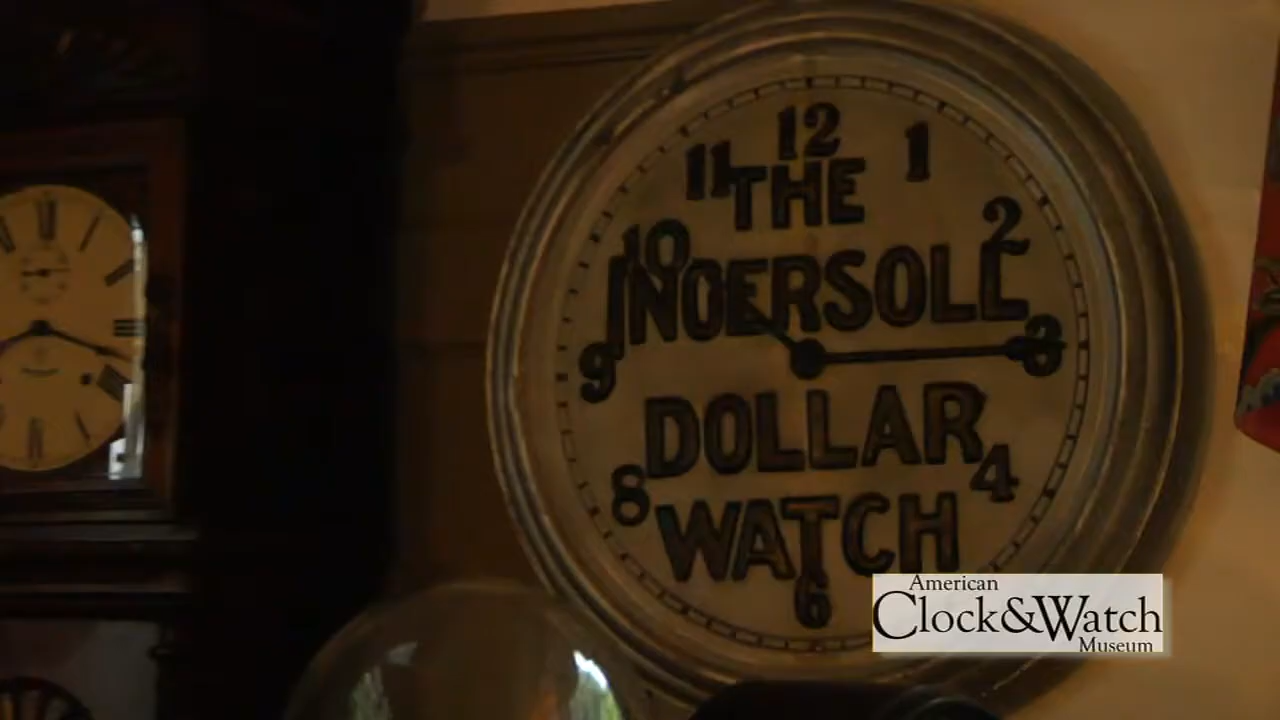 12
11 1
THE
10 2
INGERSOLL
9 3
DOLLAR
8 4
WATCH
6
American
Clock&Watch
Museum